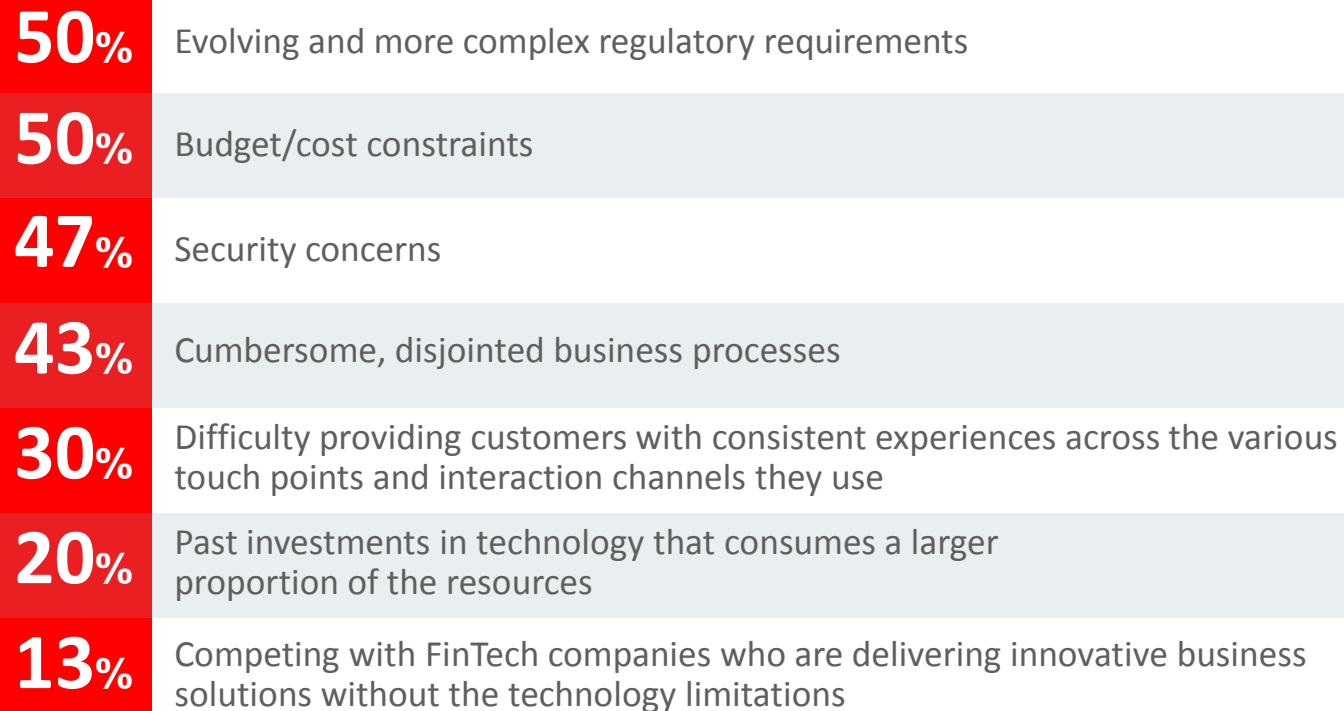 50% Evolving and more complex regulatory requirements
50% Budget/cost constraints
47% Security concerns
43% Cumbersome, disjointed business processes
30% Difficulty providing customers with consistent experiences across the various
touch points and interaction channels they use
20% Past investments in technology that consumes a larger
proportion of the resources
13% Competing with FinTech companies who are delivering innovative business
solutions without the technology limitations